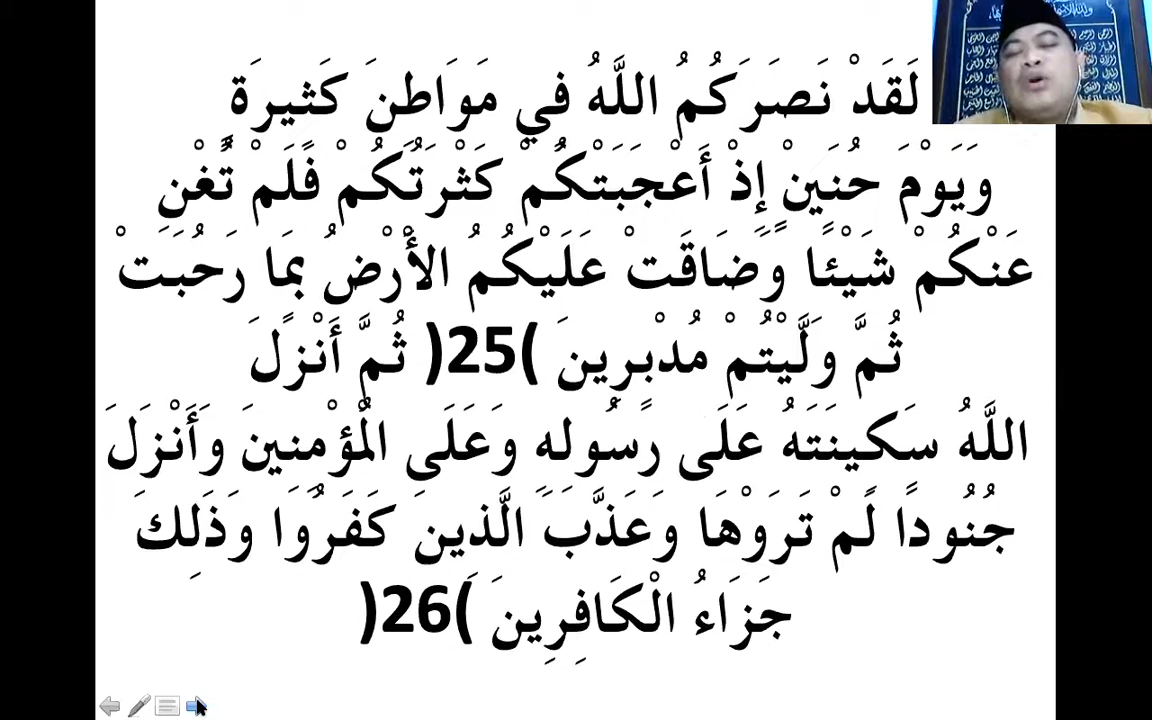 لَقَدْ نَصَرَكُمُ اللَّهُ فِي مَوَاطِنَ كَثِيرَةٍ
وَيَوْمَ حُنَيْنٍ إِذْ أَعْجَبَتْكُمْ كَثْرَتُكُمْ فَلَمْ تُغْنِ
عَنْكُمْ شَيْئًا وَضَاقَتْ عَلَيْكُمُ الأَرْضُ بِمَا رَحُبَتْ
ثُمَّ وَلَّيْتُمْ مُدْبِرِينَ )25( ثُمَّ أَنْزَلَ
اللَّهُ سَكِينَتَهُ عَلَى رَسُولِهِ وَعَلَى الْمُؤْمِنِينَ وَأَنْزَلَ
جُنُودًا لَمْ تَرَوْهَا وَعَذَّبَ الَّذِينَ كَفَرُوا وَذَلِكَ
جَزَاءُ الْكَافِرِينَ )26(